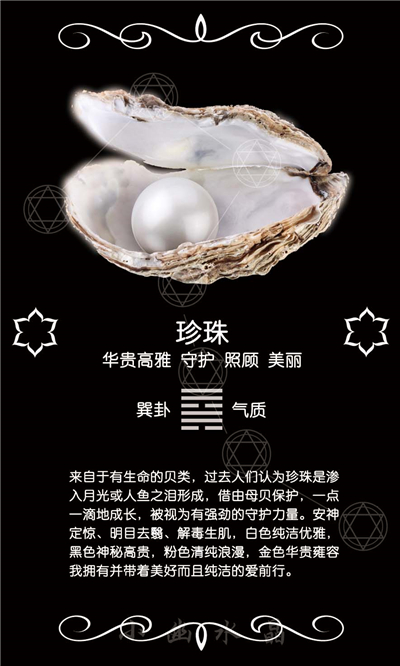 珍珠
华贵高雅 守护 照顾 美丽
巽卦 气质
来自于有生命的贝类，过去人们认为珍珠是渗
入月光或人鱼之泪形成，借由母贝保护，一点
一滴地成长，被视为有强劲的守护力量。安神
定惊、明目去翳、解毒生肌，白色纯洁优雅，
黑色神秘高贵，粉色清纯浪漫，金色华贵雍容
我拥有并带着美好而且纯洁的爱前行。
小幽水晶